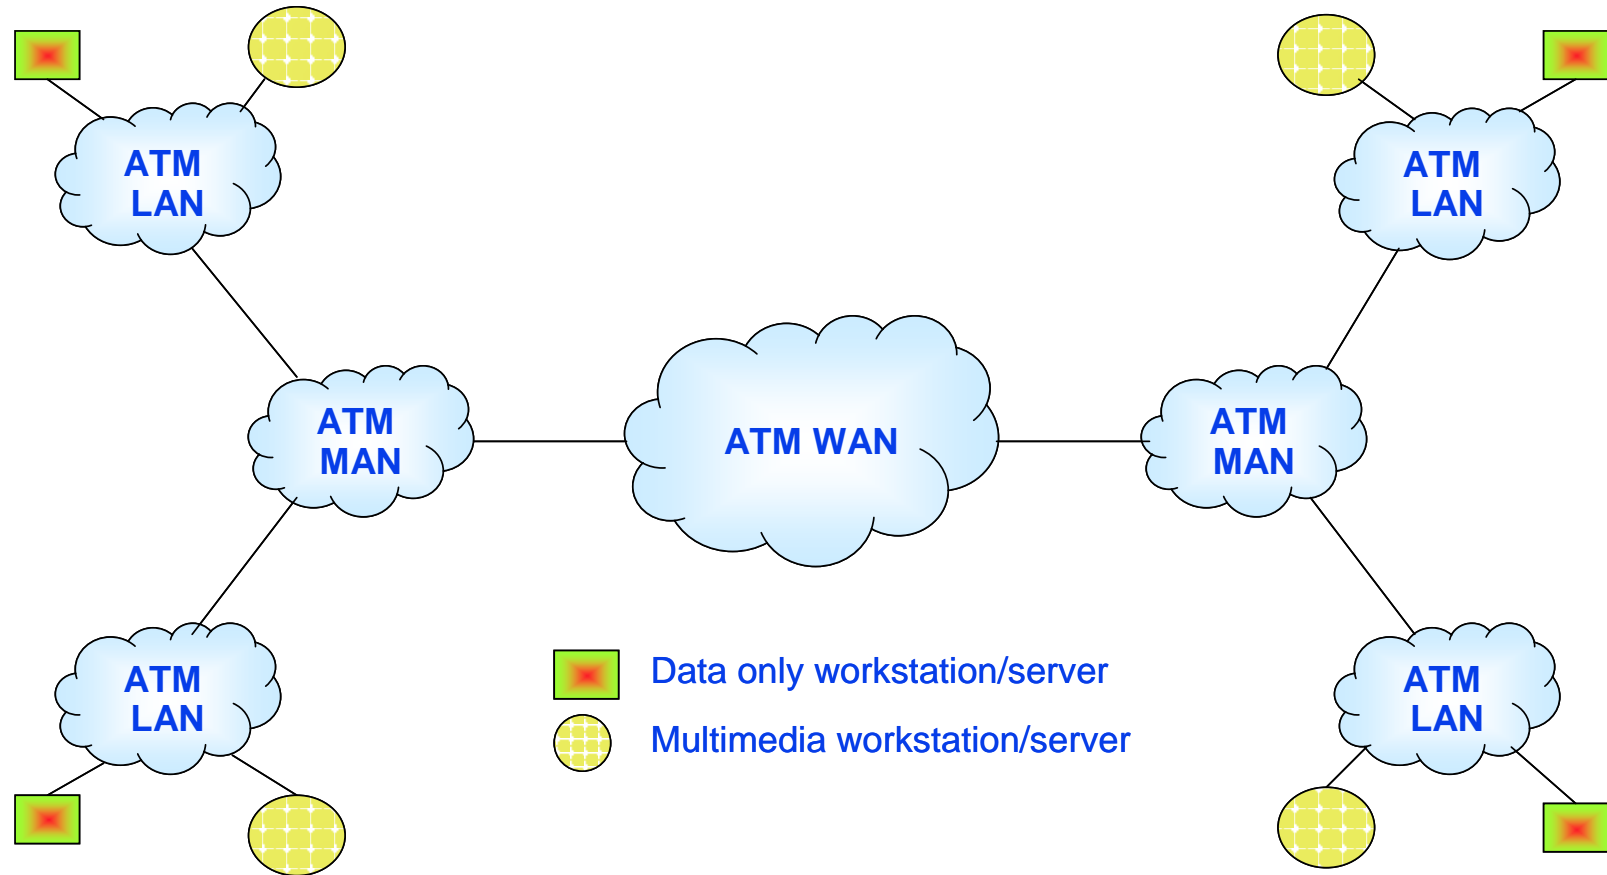 ATM
LAN
ATM
LAN
ATM
MAN
ATM WAN
ATM
MAN
ATM
LAN
ATM
LAN
Data only workstation/server
Multimedia workstation/server